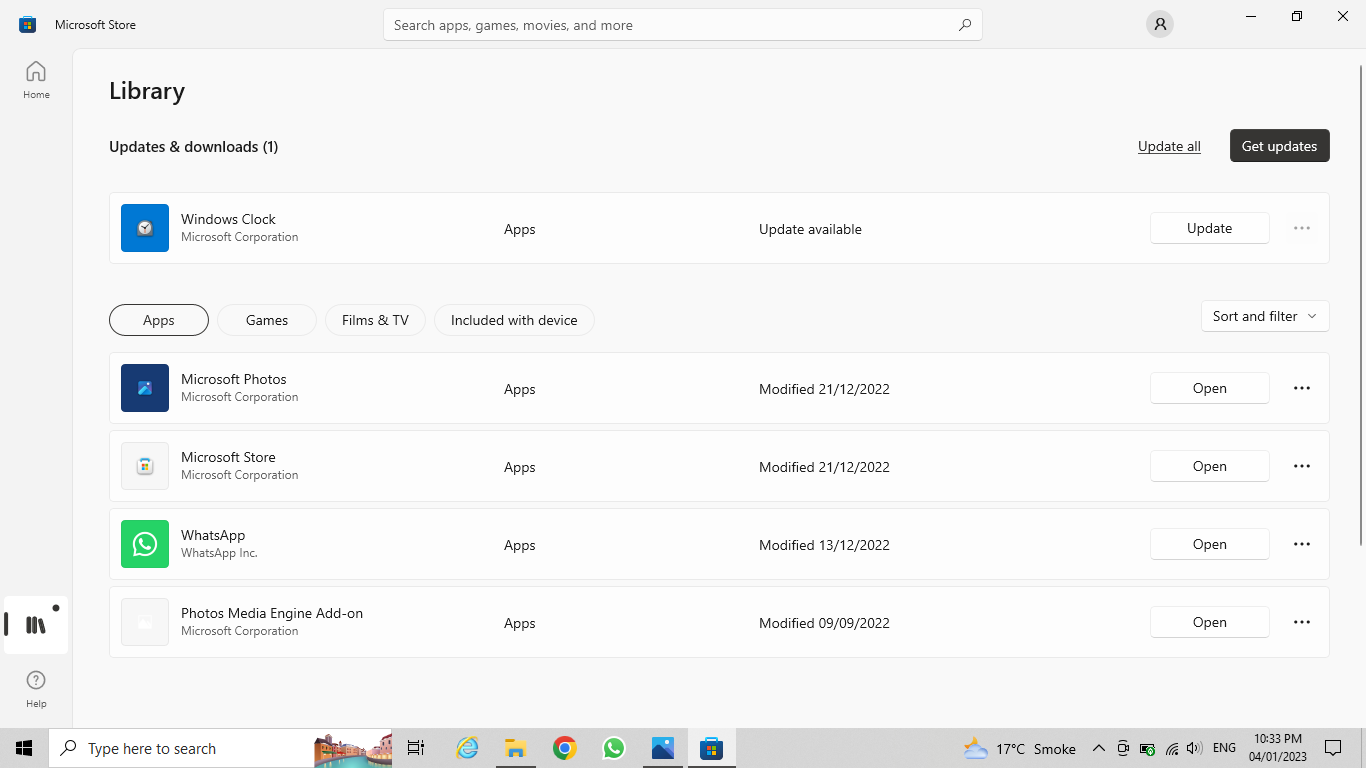 Microsoft Store
Search apps, games, movies, and more
Home
Library
Updates & downloads (1)
Update all
Get updates
Windows Clock
Microsoft Corporation
Apps
Update available
Update
Apps
Games
Films & TV
Included with device
Sort and filter
Microsoft Photos
Microsoft Corporation
Apps
Modified 21/12/2022
Open
Microsoft Store
Microsoft Corporation
Apps
Modified 21/12/2022
Open
WhatsApp
WhatsApp Inc.
Apps
Modified 13/12/2022
Open
Photos Media Engine Add-on
Microsoft Corporation
Apps
Modified 09/09/2022
Open
Help
Type here to search
17°C Smoke
ENG
10:33 PM
04/01/2023